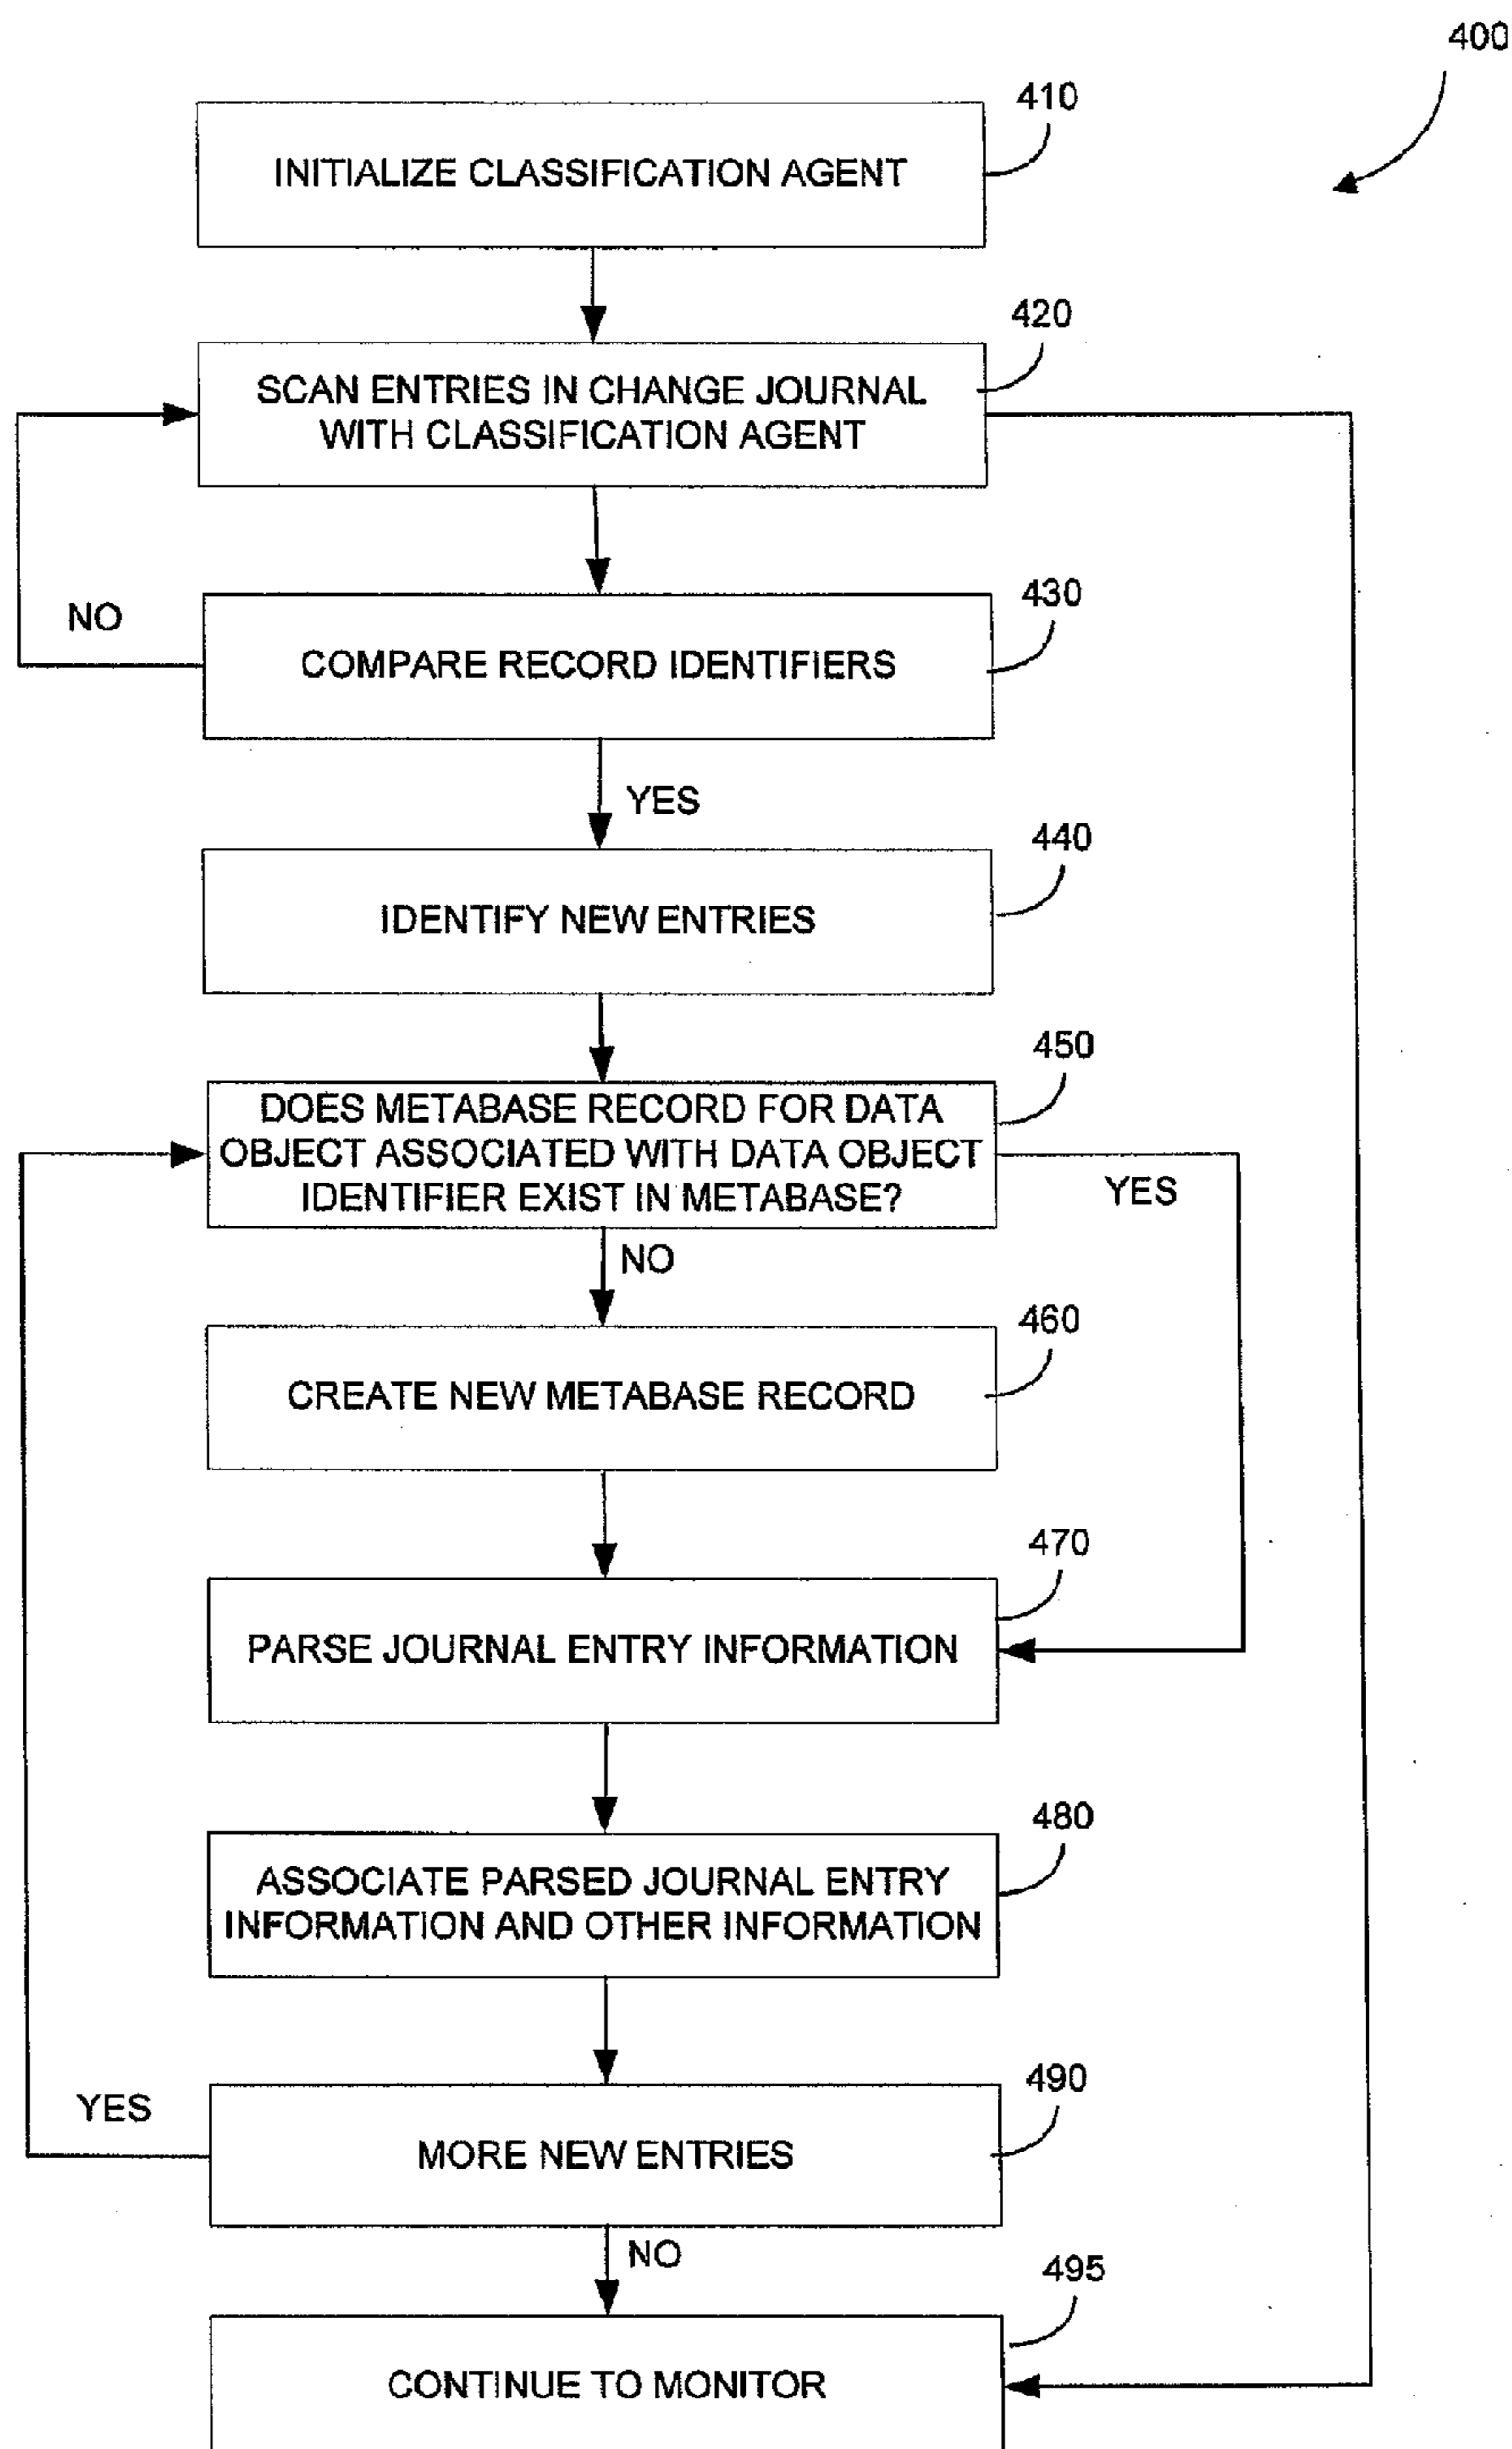 400
410
INITIALIZE CLASSIFICATION AGENT
420
SCAN ENTRIES IN CHANGE JOURNAL
WITH CLASSIFICATION AGENT
430
NO
COMPARE RECORD IDENTIFIERS
YES
440
IDENTIFY NEW ENTRIES
450
DOES METABASE RECORD FOR DATA
OBJECT ASSOCIATED WITH DATA OBJECT
IDENTIFIER EXIST IN METABASE?
YES
NO
460
CREATE NEW METABASE RECORD
470
PARSE JOURNAL ENTRY INFORMATION
480
ASSOCIATE PARSED JOURNAL ENTRY
INFORMATION AND OTHER INFORMATION
490
YES
MORE NEW ENTRIES
NO
495
CONTINUE TO MONITOR